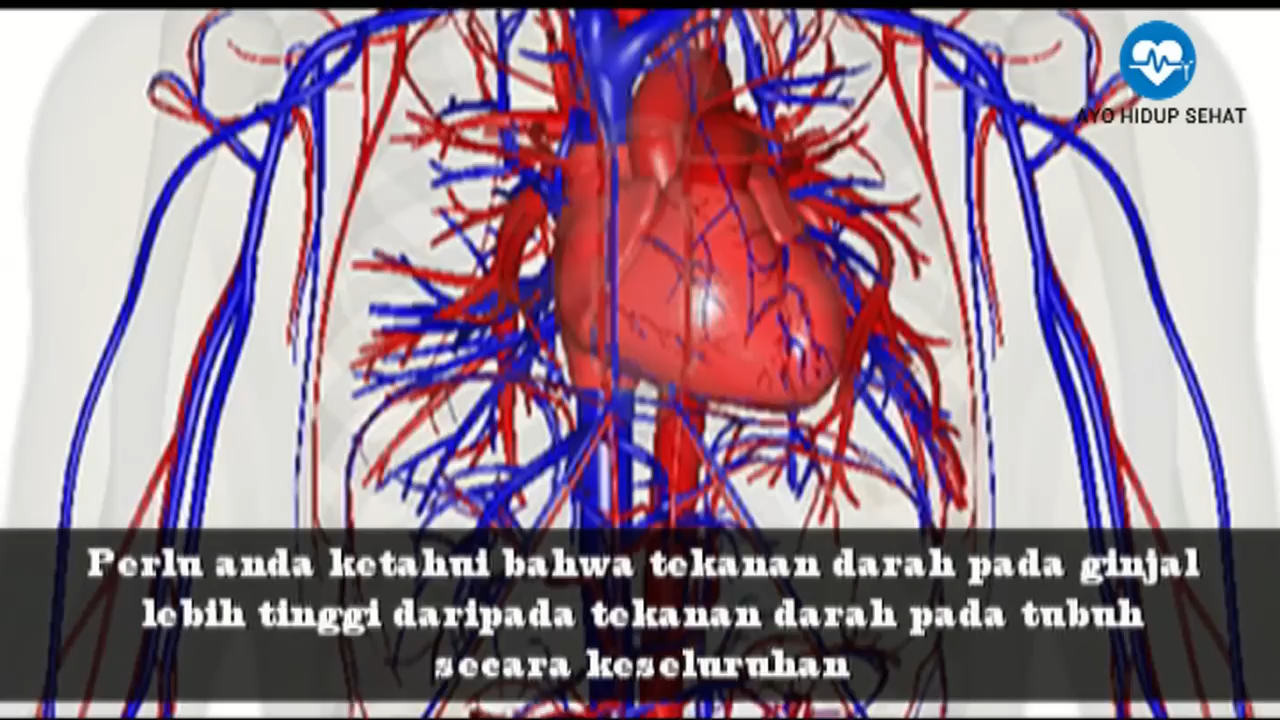 AYO HIDUP SEHAT
Perlu anda ketahui bahwa tekanan darah pada ginjal
lebih tinggi daripada tekanan darah pada tubuh
secara keseluruhan